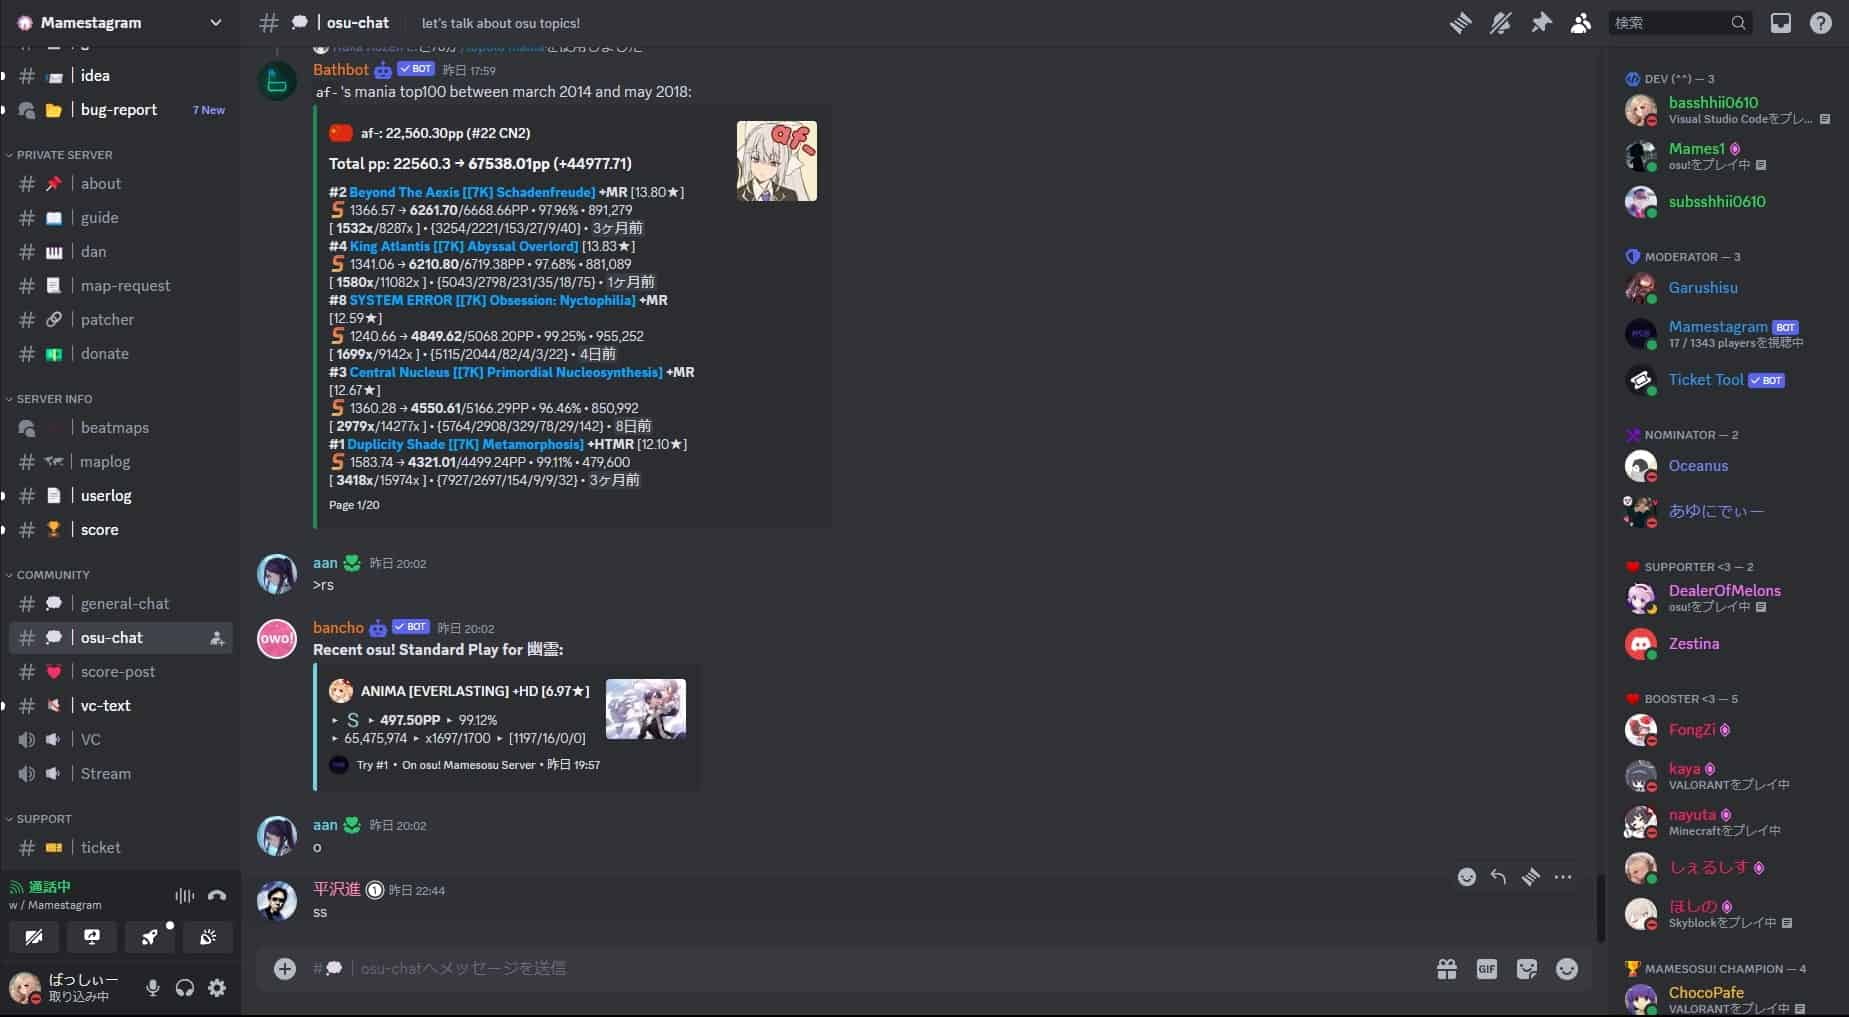 Mamestagram
idea
bug-report
7 New
PRIVATE SERVER
about
guide
dan
map-request
patcher
donate
SERVER INFO
beatmaps
maplog
userlog
score
COMMUNITY
general-chat
osu-chat
score-post
vc-text
VC
Stream
SUPPORT
ticket
通話中
w / Mamestagram
ばっしぃー
取り込み中
osu-chat
let's talk about osu topics!
検索
Bathbot BOT 昨日 17:59
af- 's mania top100 between march 2014 and may 2018:
af-: 22,560.30pp (#22 CN2)
Total pp: 22560.3 → 67538.01pp (+44977.71)
#2 Beyond The Aexis [[7K] Schadenfreude] +MR [13.80★]
S 1366.57 → 6261.70/6668.66PP • 97.96% • 891,279
[ 1532x/8287x ] • {3254/2221/153/27/9/40} • 3ヶ月前
#4 King Atlantis [[7K] Abyssal Overlord] [13.83★]
S 1341.06 → 6210.80/6719.38PP • 97.68% • 881,089
[ 1580x/11082x ] • {5043/2798/231/35/18/75} • 1ヶ月前
#8 SYSTEM ERROR [[7K] Obsession: Nyctophilia] +MR
[12.59★]
S 1240.66 → 4849.62/5068.20PP • 99.25% • 955,252
[ 1699x/9142x ] • {5115/2044/82/4/3/22} • 4日前
#3 Central Nucleus [[7K] Primordial Nucleosynthesis] +MR
[12.67★]
S 1360.28 → 4550.61/5166.29PP • 96.46% • 850,992
[ 2979x/14277x ] • {5764/2908/329/78/29/142} • 8日前
#1 Duplicity Shade [[7K] Metamorphosis] +HTMR [12.10★]
S 1583.74 → 4321.01/4499.24PP • 99.11% • 479,600
[ 3418x/15974x ] • {7927/2697/154/9/9/32} • 3ヶ月前
Page 1/20
af-
aan 昨日 20:02
>rs
owo!
bancho BOT 昨日 20:02
Recent osu! Standard Play for 幽霊:
ANIMA [EVERLASTING] +HD [6.97★]
▸ S ▸ 497.50PP ▸ 99.12%
▸ 65,475,974 ▸ x1697/1700 ▸ [1197/16/0/0]
Try #1 • On osu! Mamesosu Server • 昨日 19:57
aan 昨日 20:02
o
平沢進 1 昨日 22:44
ss
osu-chatへメッセージを送信
GIF
DEV (^^) — 3
basshhii0610
Visual Studio Codeをプレ...
Mames1
osu!をプレイ中
subsshhii0610
MODERATOR — 3
Garushisu
Mamestagram BOT
17 / 1343 playersを視聴中
Ticket Tool BOT
NOMINATOR — 2
Oceanus
あゆにでぃー
SUPPORTER <3 — 2
DealerOfMelons
osu!をプレイ中
Zestina
BOOSTER <3 — 5
FongZi
kaya
VALORANTをプレイ中
nayuta
Minecraftをプレイ中
しぇるしす
ほしの
Skyblockをプレイ中
MAMESOSU! CHAMPION — 4
ChocoPafe
VALORANTをプレイ中